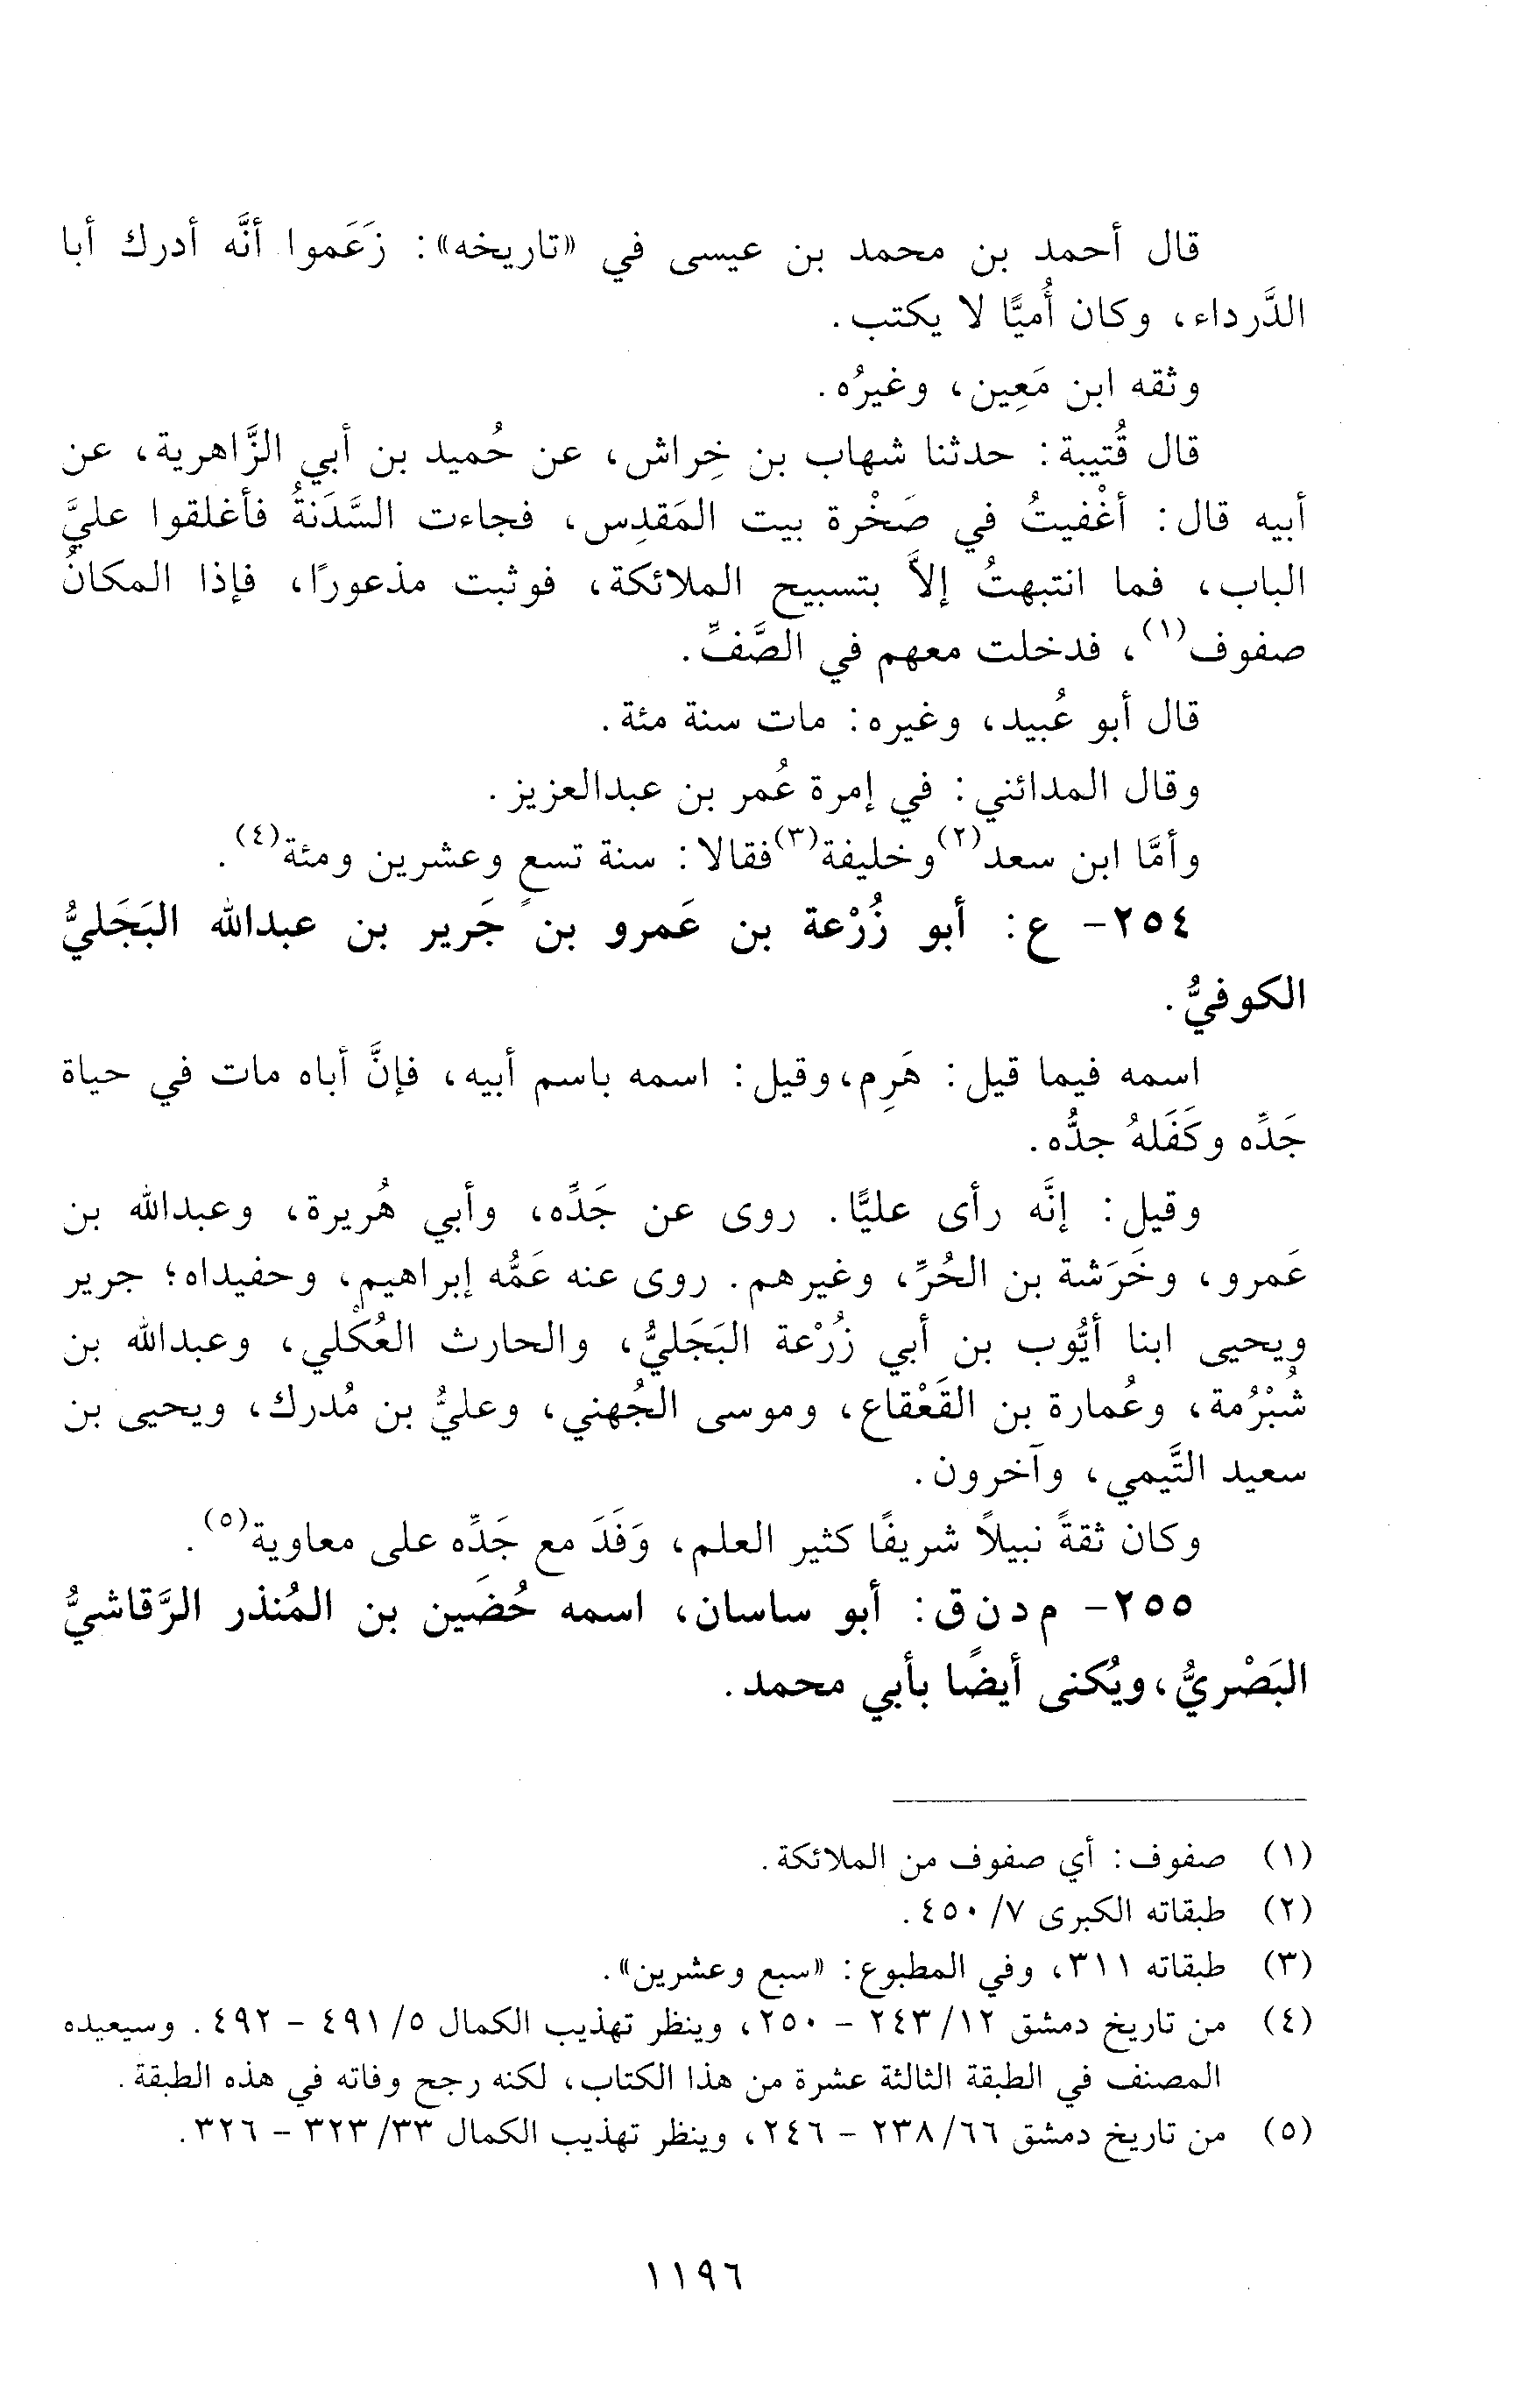 قال أحمد بن محمد بن عيسى في «تاريخه»: زَعَموا أنَّه أدرك أبا
الدَّرداء، وكان أُميًّا لا يكتب.
وثقه ابن مَعِين، وغيرُه.
قال قُتيبة: حدثنا شهاب بن خِراش، عن حُميد بن أبي الزَّاهرية، عن
أبيه قال: أغْفيتُ في صَخْرة بيت المَقدِس، فجاءت السَّدَنةُ فأغلقوا عليَّ
الباب، فما انتبهتُ إلاَّ بتسبيح الملائكة، فوثبت مذعورًا، فإذا المكانُ
صفوف(١)، فدخلت معهم في الصَّفِّ.
قال أبو عُبيد، وغيره: مات سنة مئة.
وقال المدائني: في إمرة عُمر بن عبدالعزيز.
وأمَّا ابن سعد(٢) وخليفة(٣) فقالا: سنة تسعٍ وعشرين ومئة(٤).
٢٥٤- ع: أبو زُرْعة بن عَمرو بن جَرير بن عبدالله البَجَليُّ
الكوفيُّ.
اسمه فيما قيل: هَرِم، وقيل: اسمه باسم أبيه، فإنَّ أباه مات في حياة
جَدِّه وكَفَلهُ جدُّه.
وقيل: إنَّه رأى عليًّا. روى عن جَدِّه، وأبي هُريرة، وعبدالله بن
عَمرو، وخَرَشة بن الحُرِّ، وغيرهم. روى عنه عَمُّه إبراهيم، وحفيداه؛ جرير
ويحيى ابنا أيُّوب بن أبي زُرْعة البَجَليُّ، والحارث العُكْلي، وعبدالله بن
شُبْرُمة، وعُمارة بن القَعْقاع، وموسى الجُهني، وعليُّ بن مُدرك، ويحيى بن
سعيد التَّيمي، وآخرون.
وكان ثقةً نبيلاً شريفًا كثير العلم، وَفَدَ مع جَدِّه على معاوية(٥).
٢٥٥- م د ن ق: أبو ساسان، اسمه حُضَين بن المُنذر الرَّقاشيُّ
البَصْريُّ، ويُكنى أيضًا بأبي محمد.
(١) صفوف: أي صفوف من الملائكة.
(٢) طبقاته الكبرى ٧/ ٤٥٠.
(٣) طبقاته ٣١١، وفي المطبوع: «سبع وعشرين».
(٤) من تاريخ دمشق ١٢/ ٢٤٣ - ٢٥٠، وينظر تهذيب الكمال ٥/ ٤٩١ - ٤٩٢. وسيعيده
المصنف في الطبقة الثالثة عشرة من هذا الكتاب، لكنه رجح وفاته في هذه الطبقة.
(٥) من تاريخ دمشق ٦٦/ ٢٣٨ - ٢٤٦، وينظر تهذيب الكمال ٣٣/ ٣٢٣ - ٣٢٦.
١١٩٦